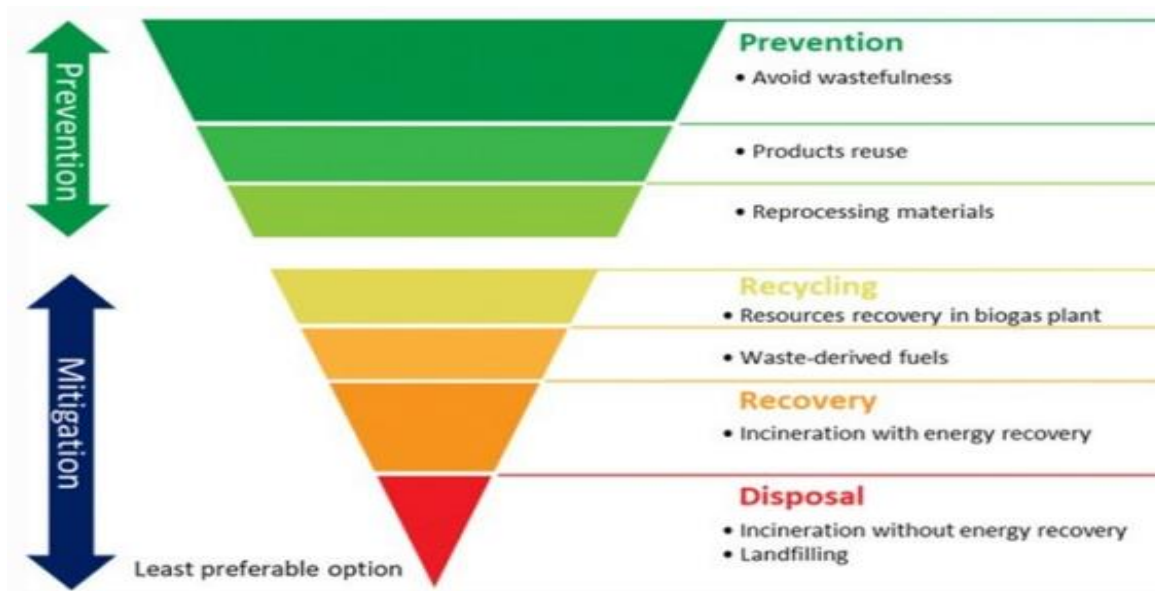 Prevention
Prevention
• Avoid wastefulness
• Products reuse
• Reprocessing materials
Mitigation
Recycling
• Resources recovery in biogas plant
• Waste-derived fuels
Recovery
• Incineration with energy recovery
Disposal
• Incineration without energy recovery
• Landfilling
Least preferable option